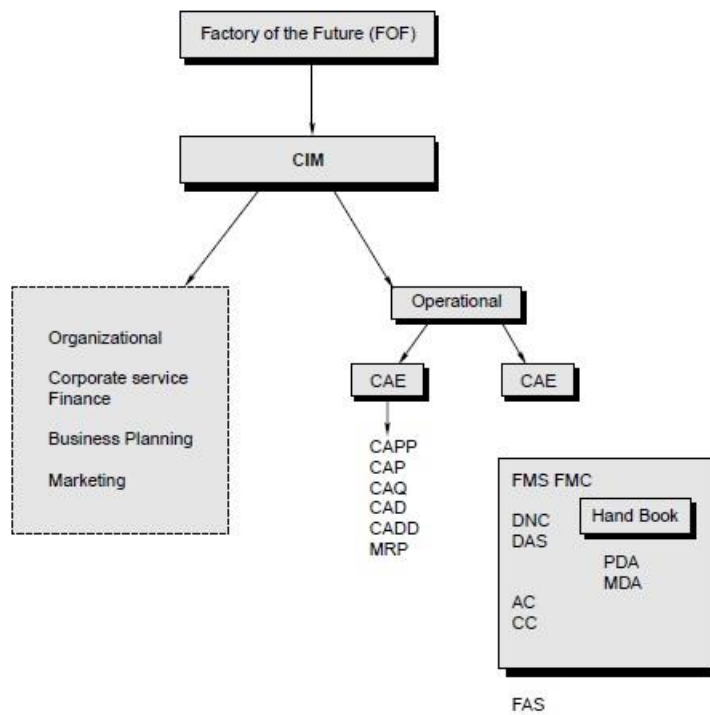 Factory of the Future (FOF)
CIM
Organizational
Corporate service
Finance
Business Planning
Marketing
Operational
CAE
CAE
CAPP
CAP
CAQ
CAD
CADD
MRP
FMS FMC
DNC
DAS
Hand Book
PDA
MDA
AC
CC
FAS